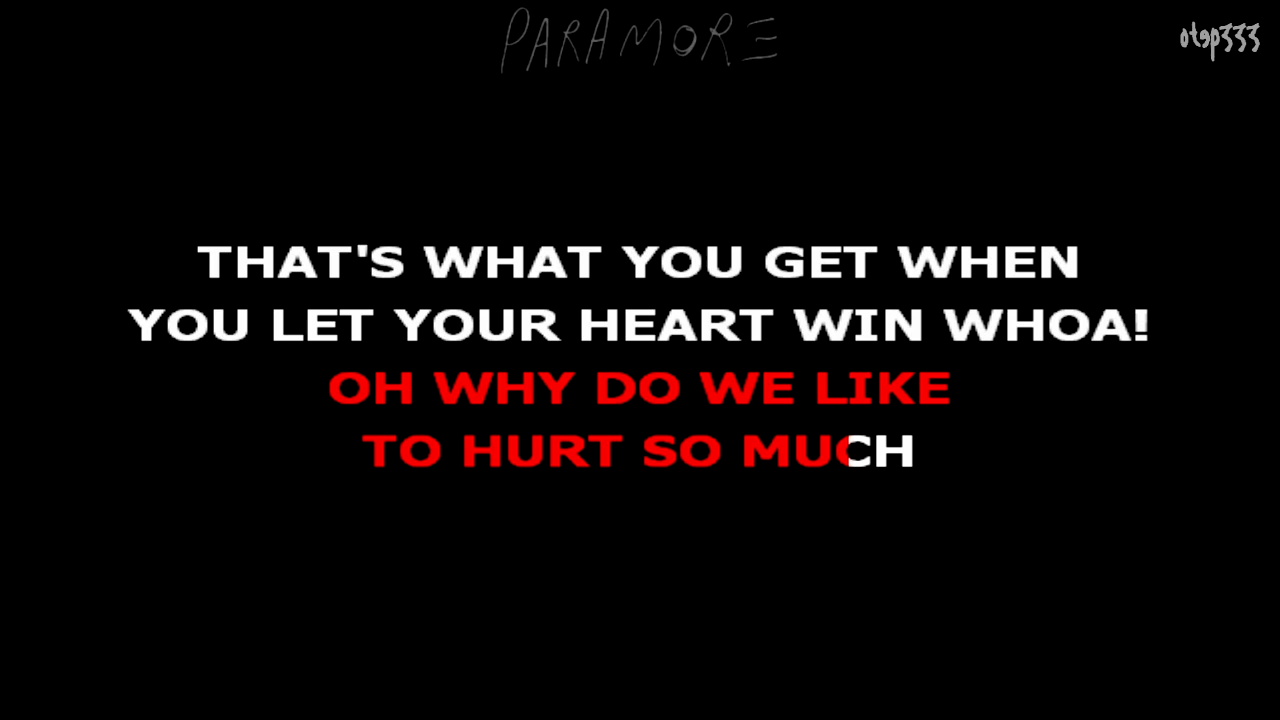 PARAMORE
otep333
THAT'S WHAT YOU GET WHEN
YOU LET YOUR HEART WIN WHOA!
OH WHY DO WE LIKE
TO HURT SO MUCH